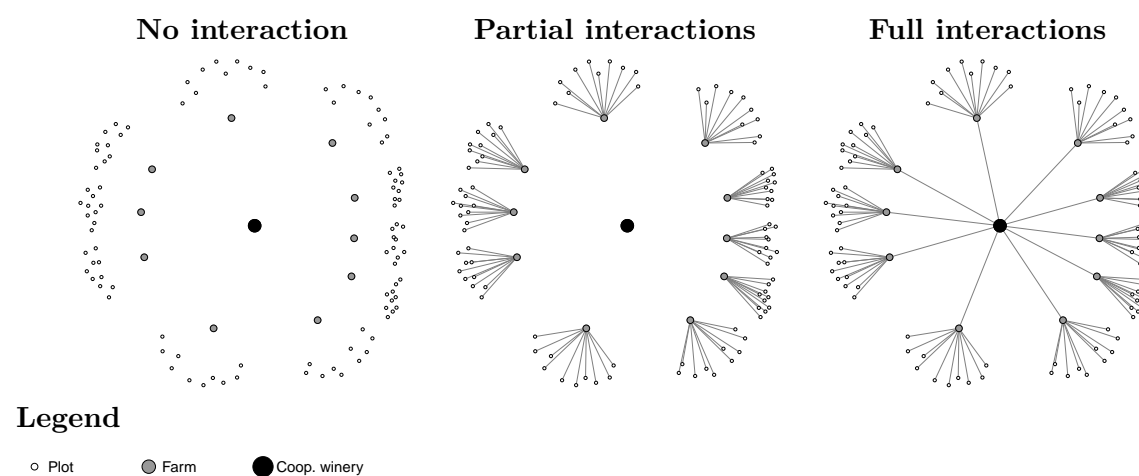 No interaction
Partial interactions
Full interactions
Legend
Plot
Farm
Coop. winery